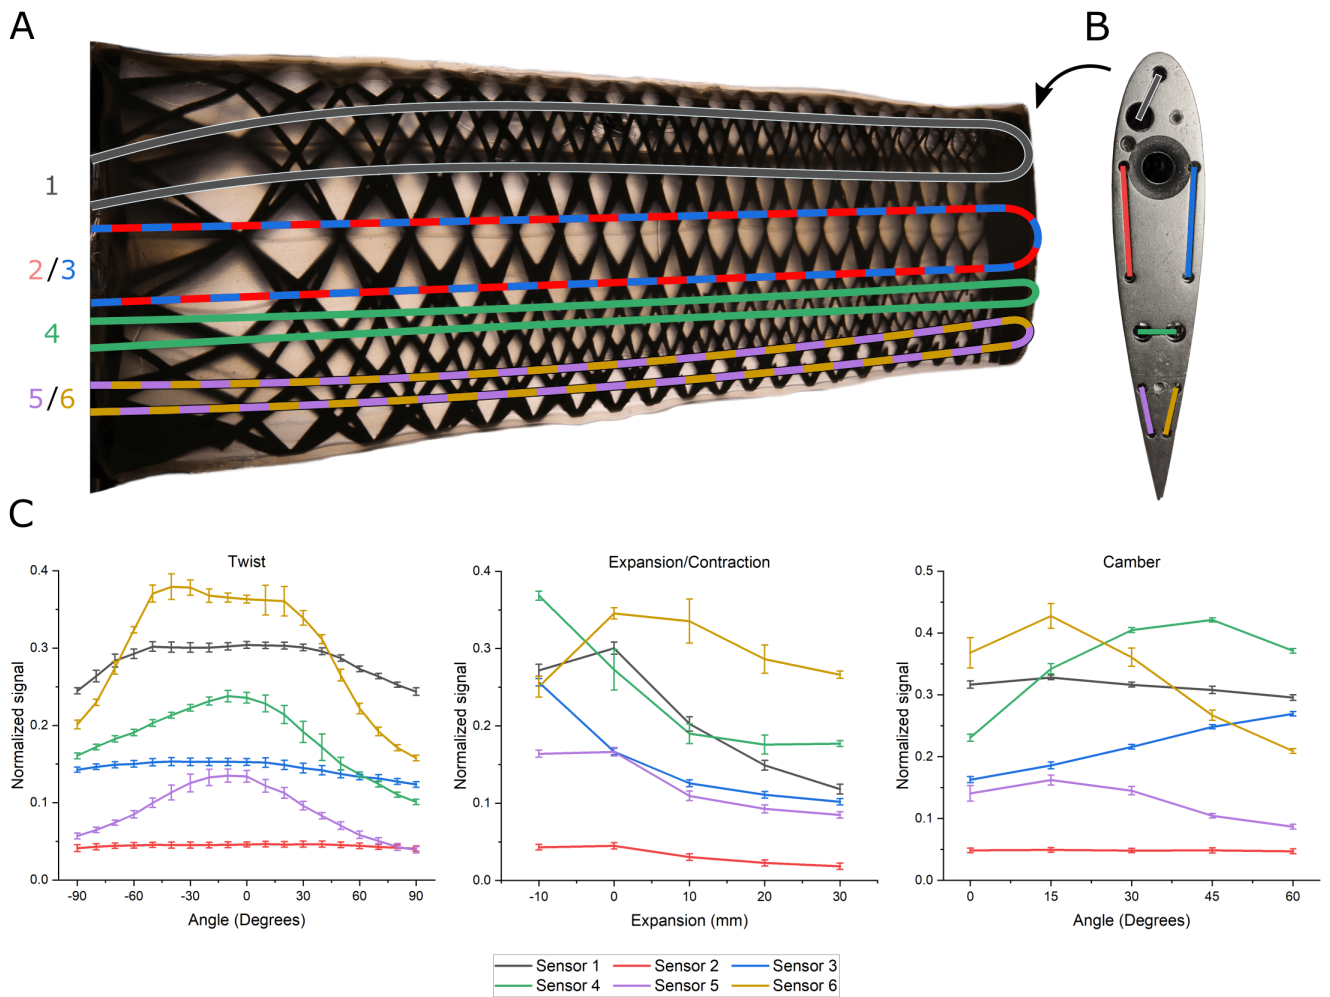 A
B
1
2/3
4
5/6
C
Twist
Normalized signal
0.4
0.3
0.2
0.1
0.0
-90
-60
-30
0
30
60
90
Angle (Degrees)
Expansion/Contraction
Normalized signal
0.4
0.3
0.2
0.1
0.0
-10
0
10
20
30
Expansion (mm)
Camber
Normalized signal
0.5
0.4
0.3
0.2
0.1
0.0
0
15
30
45
60
Angle (Degrees)
Sensor 1 Sensor 2 Sensor 3
Sensor 4 Sensor 5 Sensor 6